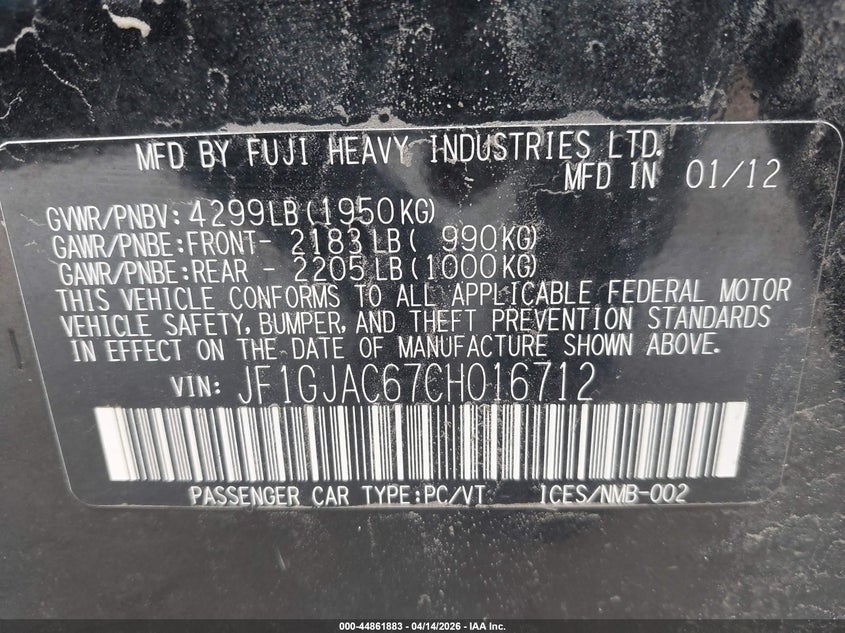 MFD BY FUJI HEAVY INDUSTRIES LTD.
MFD IN 01/12
GVWR/PNBV: 4299LB (1950KG)
GAWR/PNBE: FRONT- 2183LB ( 990KG)
GAWR/PNBE: REAR - 2205LB (1000KG)
THIS VEHICLE CONFORMS TO ALL APPLICABLE FEDERAL MOTOR
VEHICLE SAFETY, BUMPER, AND THEFT PREVENTION STANDARDS
IN EFFECT ON THE DATE OF MANUFACTURE SHOWN ABOVE.
VIN: JF1GJAC67CH016712
PASSENGER CAR TYPE:PC/VT ICES/NMB-002
000-44861883 - 04/14/2026 - IAA Inc.